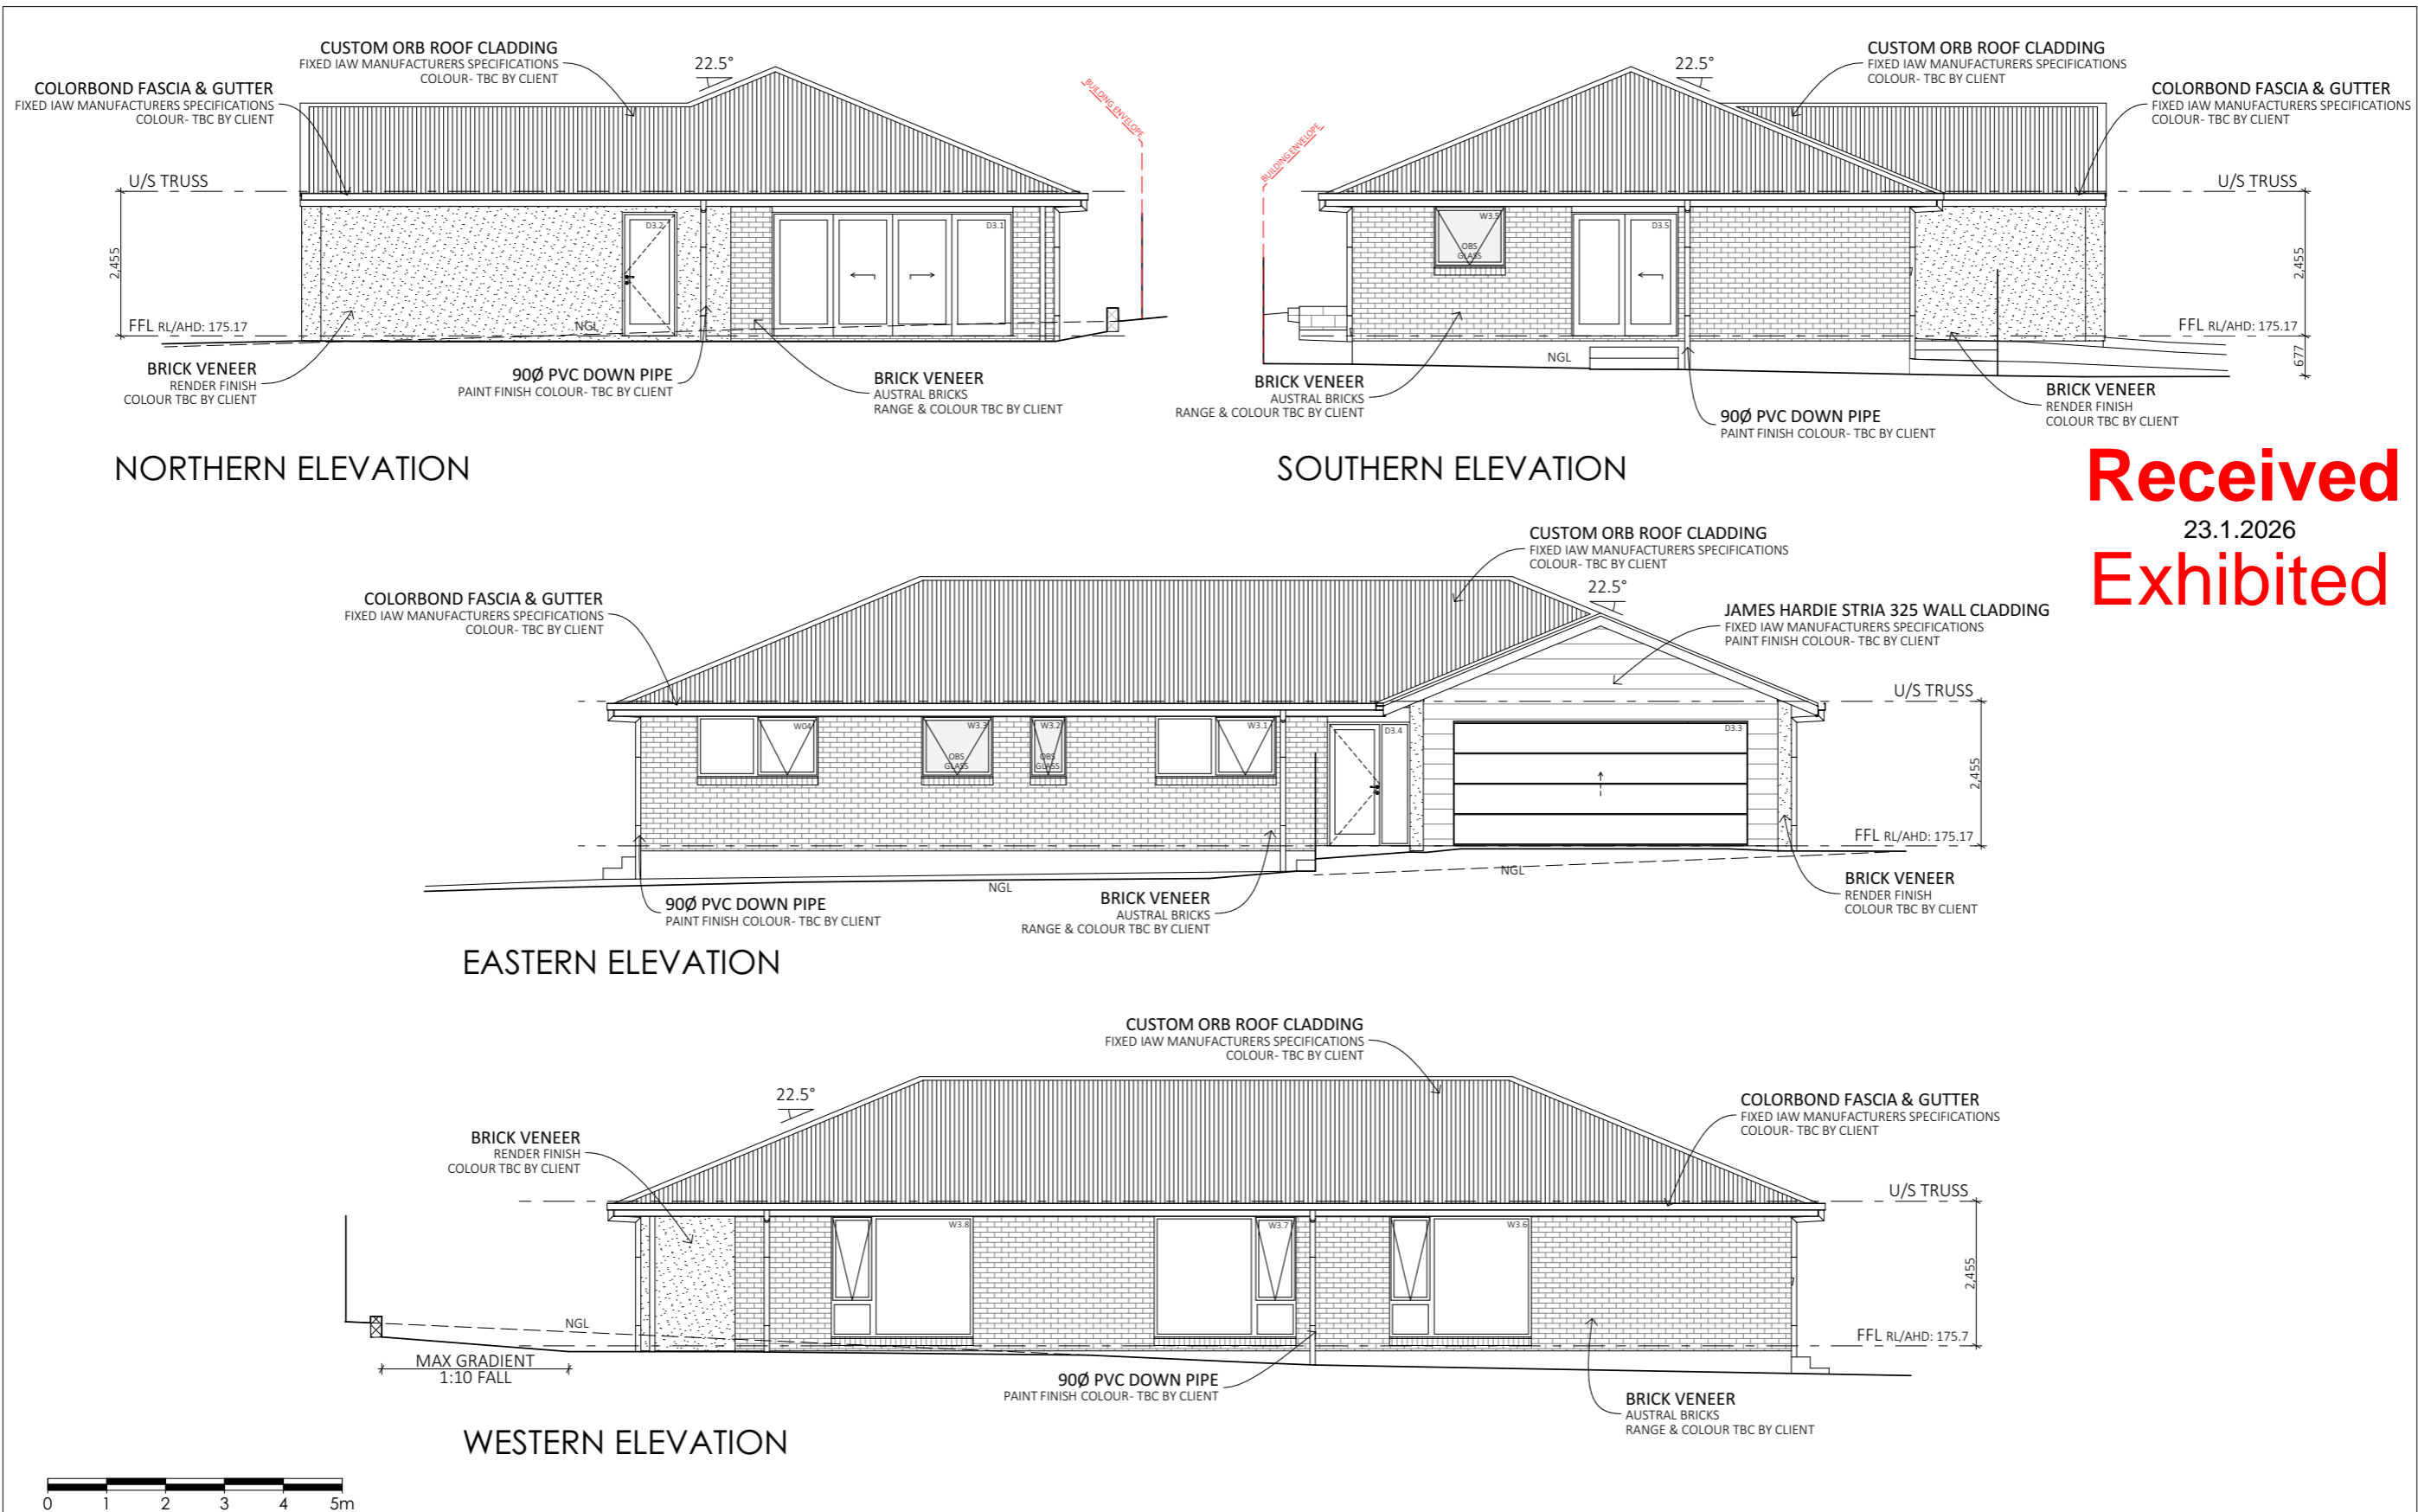 CUSTOM ORB ROOF CLADDING
FIXED IAW MANUFACTURERS SPECIFICATIONS
COLOUR- TBC BY CLIENT
22.5°
COLORBOND FASCIA & GUTTER
FIXED IAW MANUFACTURERS SPECIFICATIONS
COLOUR- TBC BY CLIENT
BUILDING ENVELOPE
U/S TRUSS
2,455
D3.2
D3.1
FFL RL/AHD: 175.17
NGL
BRICK VENEER
RENDER FINISH
COLOUR TBC BY CLIENT
90Ø PVC DOWN PIPE
PAINT FINISH COLOUR- TBC BY CLIENT
BRICK VENEER
AUSTRAL BRICKS
RANGE & COLOUR TBC BY CLIENT
NORTHERN ELEVATION
22.5°
CUSTOM ORB ROOF CLADDING
FIXED IAW MANUFACTURERS SPECIFICATIONS
COLOUR- TBC BY CLIENT
COLORBOND FASCIA & GUTTER
FIXED IAW MANUFACTURERS SPECIFICATIONS
COLOUR- TBC BY CLIENT
BUILDING ENVELOPE
U/S TRUSS
W3.5
OBS
GLASS
D3.5
2,455
FFL RL/AHD: 175.17
677
NGL
BRICK VENEER
AUSTRAL BRICKS
RANGE & COLOUR TBC BY CLIENT
90Ø PVC DOWN PIPE
PAINT FINISH COLOUR- TBC BY CLIENT
BRICK VENEER
RENDER FINISH
COLOUR TBC BY CLIENT
SOUTHERN ELEVATION
Received
23.1.2026
Exhibited
CUSTOM ORB ROOF CLADDING
FIXED IAW MANUFACTURERS SPECIFICATIONS
COLOUR- TBC BY CLIENT
22.5°
COLORBOND FASCIA & GUTTER
FIXED IAW MANUFACTURERS SPECIFICATIONS
COLOUR- TBC BY CLIENT
JAMES HARDIE STRIA 325 WALL CLADDING
FIXED IAW MANUFACTURERS SPECIFICATIONS
PAINT FINISH COLOUR- TBC BY CLIENT
U/S TRUSS
W04
W3.3
OBS
GLASS
W3.2
OBS
GLASS
W3.1
D3.4
D3.3
2,455
FFL RL/AHD: 175.17
NGL
NGL
90Ø PVC DOWN PIPE
PAINT FINISH COLOUR- TBC BY CLIENT
BRICK VENEER
AUSTRAL BRICKS
RANGE & COLOUR TBC BY CLIENT
BRICK VENEER
RENDER FINISH
COLOUR TBC BY CLIENT
EASTERN ELEVATION
CUSTOM ORB ROOF CLADDING
FIXED IAW MANUFACTURERS SPECIFICATIONS
COLOUR- TBC BY CLIENT
22.5°
COLORBOND FASCIA & GUTTER
FIXED IAW MANUFACTURERS SPECIFICATIONS
COLOUR- TBC BY CLIENT
BRICK VENEER
RENDER FINISH
COLOUR TBC BY CLIENT
U/S TRUSS
W3.8
W3.7
W3.6
2,455
NGL
FFL RL/AHD: 175.7
MAX GRADIENT
1:10 FALL
90Ø PVC DOWN PIPE
PAINT FINISH COLOUR- TBC BY CLIENT
BRICK VENEER
AUSTRAL BRICKS
RANGE & COLOUR TBC BY CLIENT
WESTERN ELEVATION
0 1 2 3 4 5m